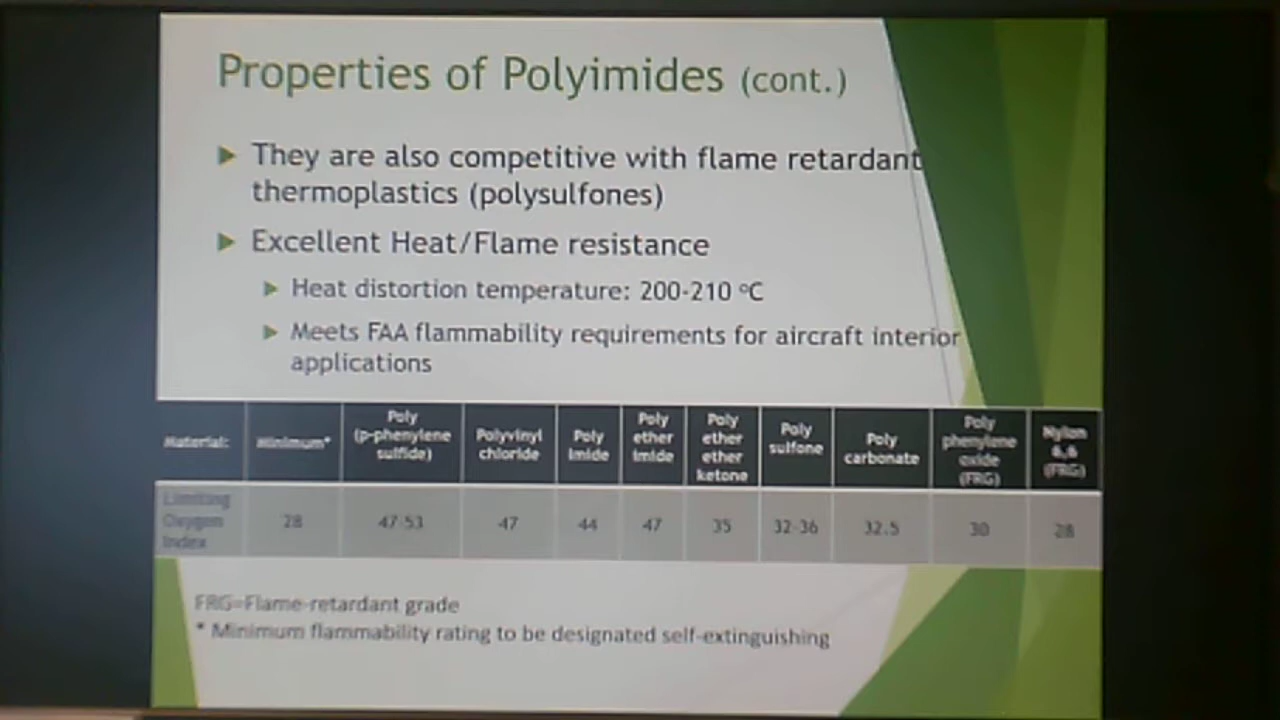 Properties of Polyimides (cont.)
They are also competitive with flame retardant
thermoplastics (polysulfones)
Excellent Heat/Flame resistance
Heat distortion temperature: 200-210 °C
Meets FAA flammability requirements for aircraft interior
applications
Material: Minimum* Poly (p-phenylene sulfide) Polyvinyl chloride Poly imide Poly ether imide Poly ether ether ketone Poly sulfone Poly carbonate Poly phenylene oxide (FRG) Nylon 6,6 (FRG)
Limiting Oxygen Index 28 47-53 47 44 47 35 32-36 32.5 30 28
FRG=Flame-retardant grade
* Minimum flammability rating to be designated self-extinguishing